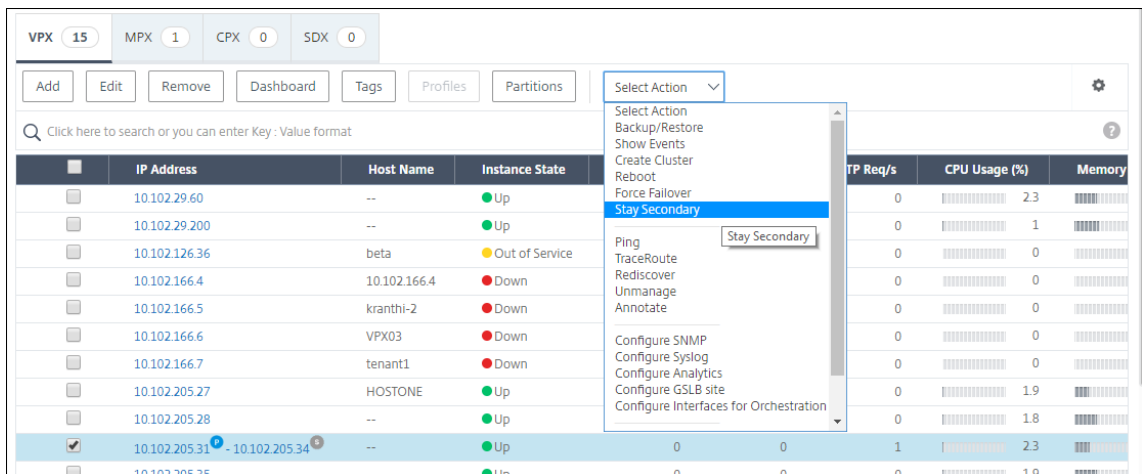 VPX 15 MPX 1 CPX 0 SDX 0
Add Edit Remove Dashboard Tags Profiles Partitions Select Action
Click here to search or you can enter Key : Value format ?
Select Action
Backup/Restore
Show Events
Create Cluster
Reboot
Force Failover
Stay Secondary
Stay Secondary
Ping
TraceRoute
Rediscover
Unmanage
Annotate
Configure SNMP
Configure Syslog
Configure Analytics
Configure GSLB site
Configure Interfaces for Orchestration
IP Address Host Name Instance State TP Req/s CPU Usage (%) Memory
10.102.29.60 -- Up 0 2.3
10.102.29.200 -- Up 0 1
10.102.126.36 beta Out of Service 0 0
10.102.166.4 10.102.166.4 Down 0 0
10.102.166.5 kranthi-2 Down 0 0
10.102.166.6 VPX03 Down 0 0
10.102.166.7 tenant1 Down 0 0
10.102.205.27 HOSTONE Up 0 1.9
10.102.205.28 -- Up 0 1.8
10.102.205.31 P - 10.102.205.34 S -- Up 0 0 1 2.3